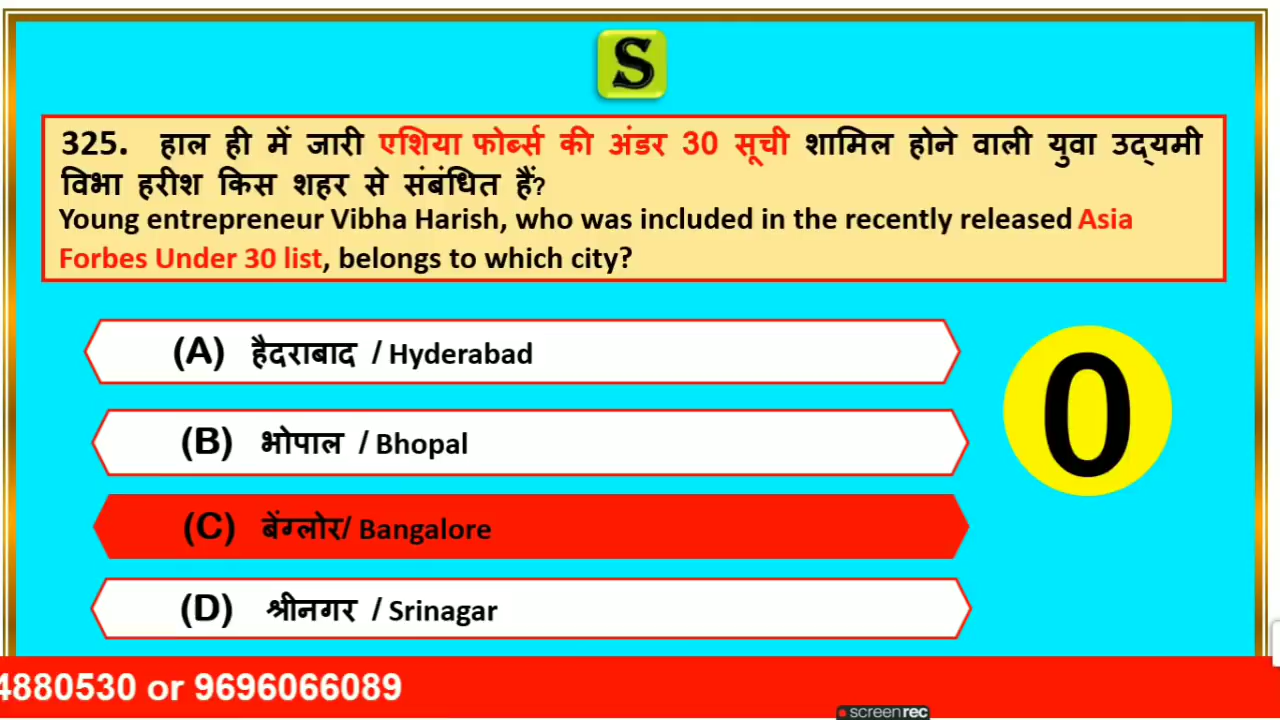 S
325. हाल ही में जारी एशिया फोर्ब्स की अंडर 30 सूची शामिल होने वाली युवा उद्यमी
विभा हरीश किस शहर से संबंधित हैं?
Young entrepreneur Vibha Harish, who was included in the recently released Asia
Forbes Under 30 list, belongs to which city?
(A) हैदराबाद / Hyderabad
(B) भोपाल / Bhopal
0
(C) बेंग्लोर/ Bangalore
(D) श्रीनगर / Srinagar
4880530 or 9696066089
screenrec